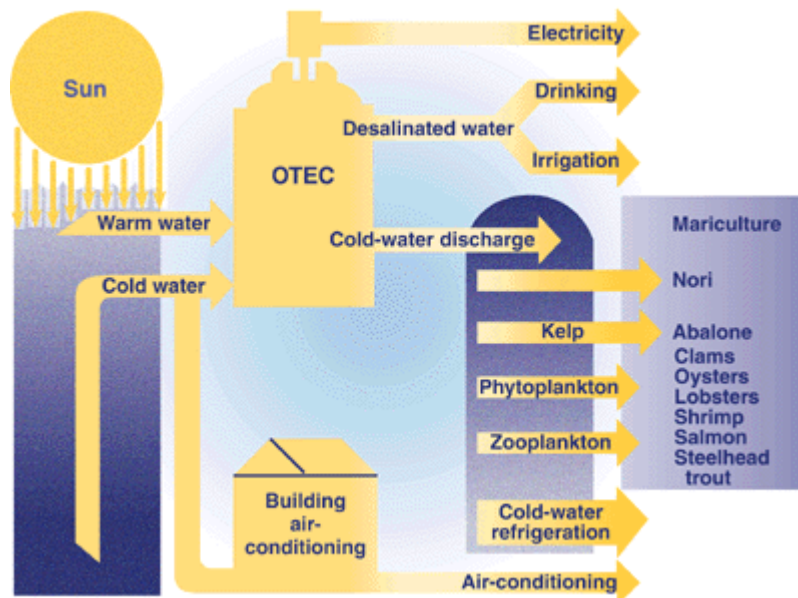 Sun
Warm water
Cold water
OTEC
Electricity
Desalinated water
Drinking
Irrigation
Cold-water discharge
Mariculture
Nori
Kelp
Abalone
Phytoplankton
Clams
Oysters
Lobsters
Shrimp
Zooplankton
Salmon
Steelhead
trout
Cold-water
refrigeration
Building
air-
conditioning
Air-conditioning